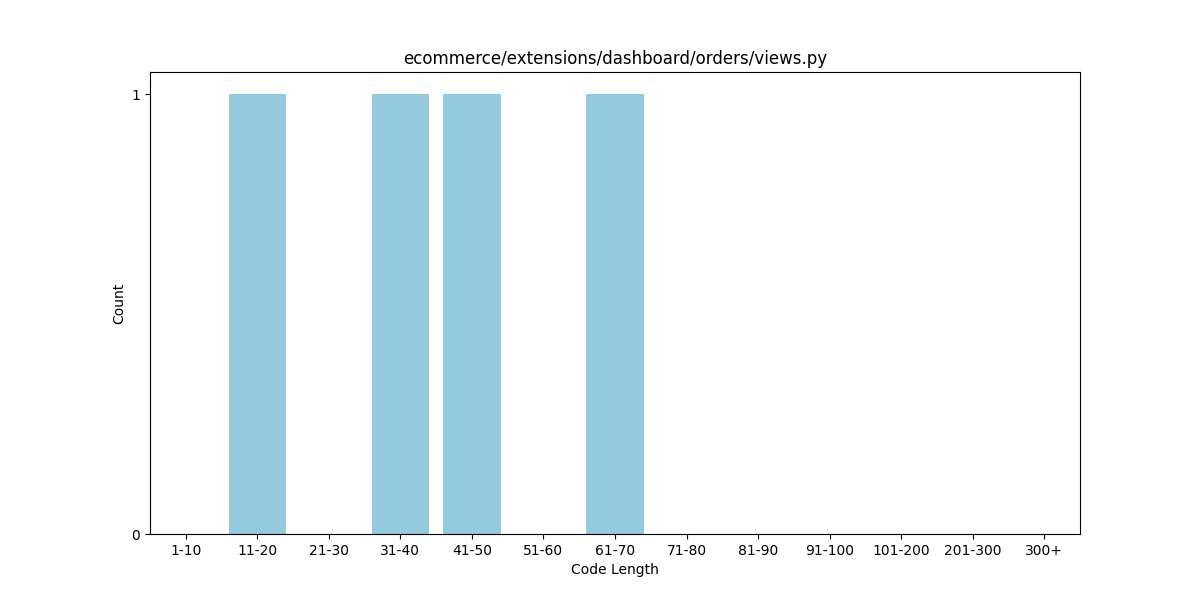 ecommerce/extensions/dashboard/orders/views.py
1
Count
0
1-10 11-20 21-30 31-40 41-50 51-60 61-70 71-80 81-90 91-100 101-200 201-300 300+
Code Length